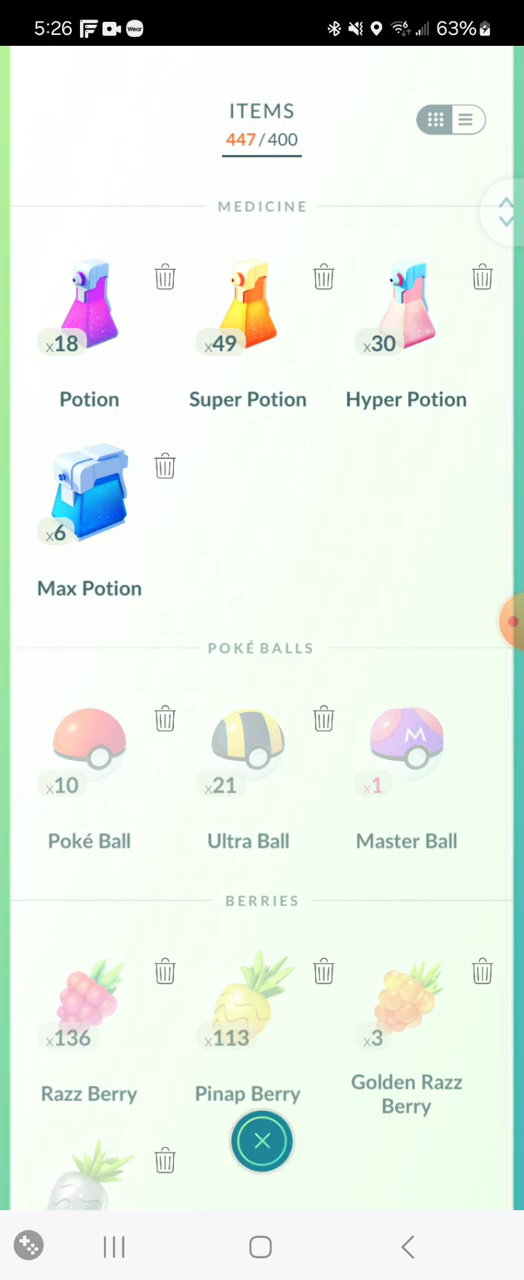 5:26 Wear 6 63%
ITEMS
447/400
MEDICINE
x18 x49 x30
Potion Super Potion Hyper Potion
x6
Max Potion
POKÉ BALLS
x10 x21 x1
Poké Ball Ultra Ball Master Ball
BERRIES
x136 x113 x3
Razz Berry Pinap Berry Golden Razz
Berry